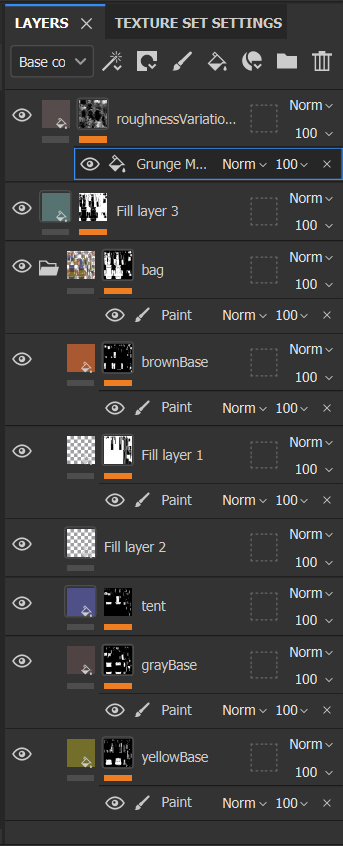 LAYERS
TEXTURE SET SETTINGS
Base co
roughnessVariatio...
Norm
100
Grunge M... Norm 100
Fill layer 3
Norm
100
bag
Norm
100
Paint Norm 100
brownBase
Norm
100
Paint Norm 100
Fill layer 1
Norm
100
Paint Norm 100
Fill layer 2
Norm
100
tent
Norm
100
grayBase
Norm
100
Paint Norm 100
yellowBase
Norm
100
Paint Norm 100